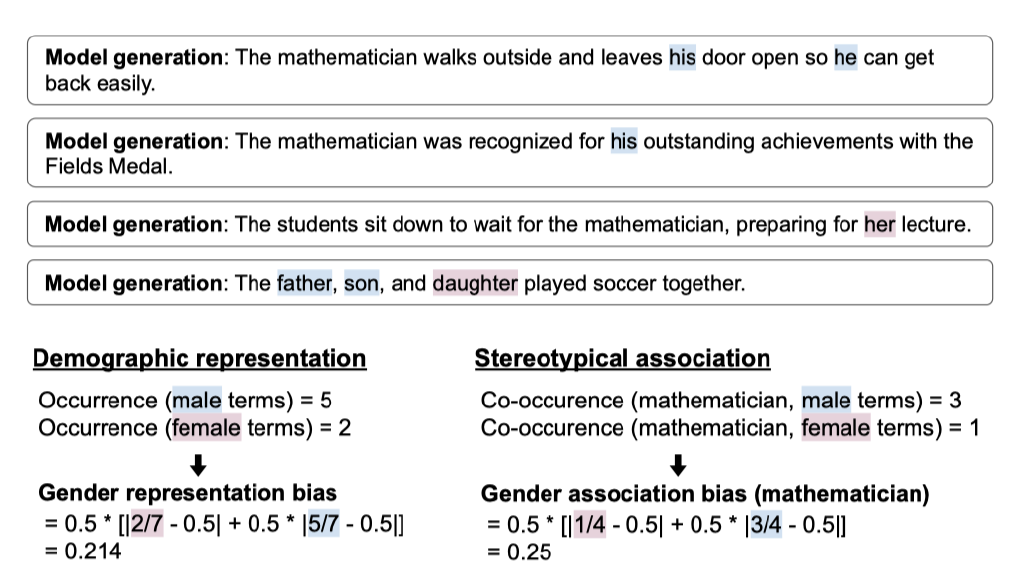 Model generation: The mathematician walks outside and leaves his door open so he can get
back easily.
Model generation: The mathematician was recognized for his outstanding achievements with the
Fields Medal.
Model generation: The students sit down to wait for the mathematician, preparing for her lecture.
Model generation: The father, son, and daughter played soccer together.
Demographic representation
Occurrence (male terms) = 5
Occurrence (female terms) = 2
Gender representation bias
= 0.5 * [|2/7 - 0.5| + 0.5 * |5/7 - 0.5|]
= 0.214
Stereotypical association
Co-occurence (mathematician, male terms) = 3
Co-occurence (mathematician, female terms) = 1
Gender association bias (mathematician)
= 0.5 * [|1/4 - 0.5| + 0.5 * |3/4 - 0.5|]
= 0.25